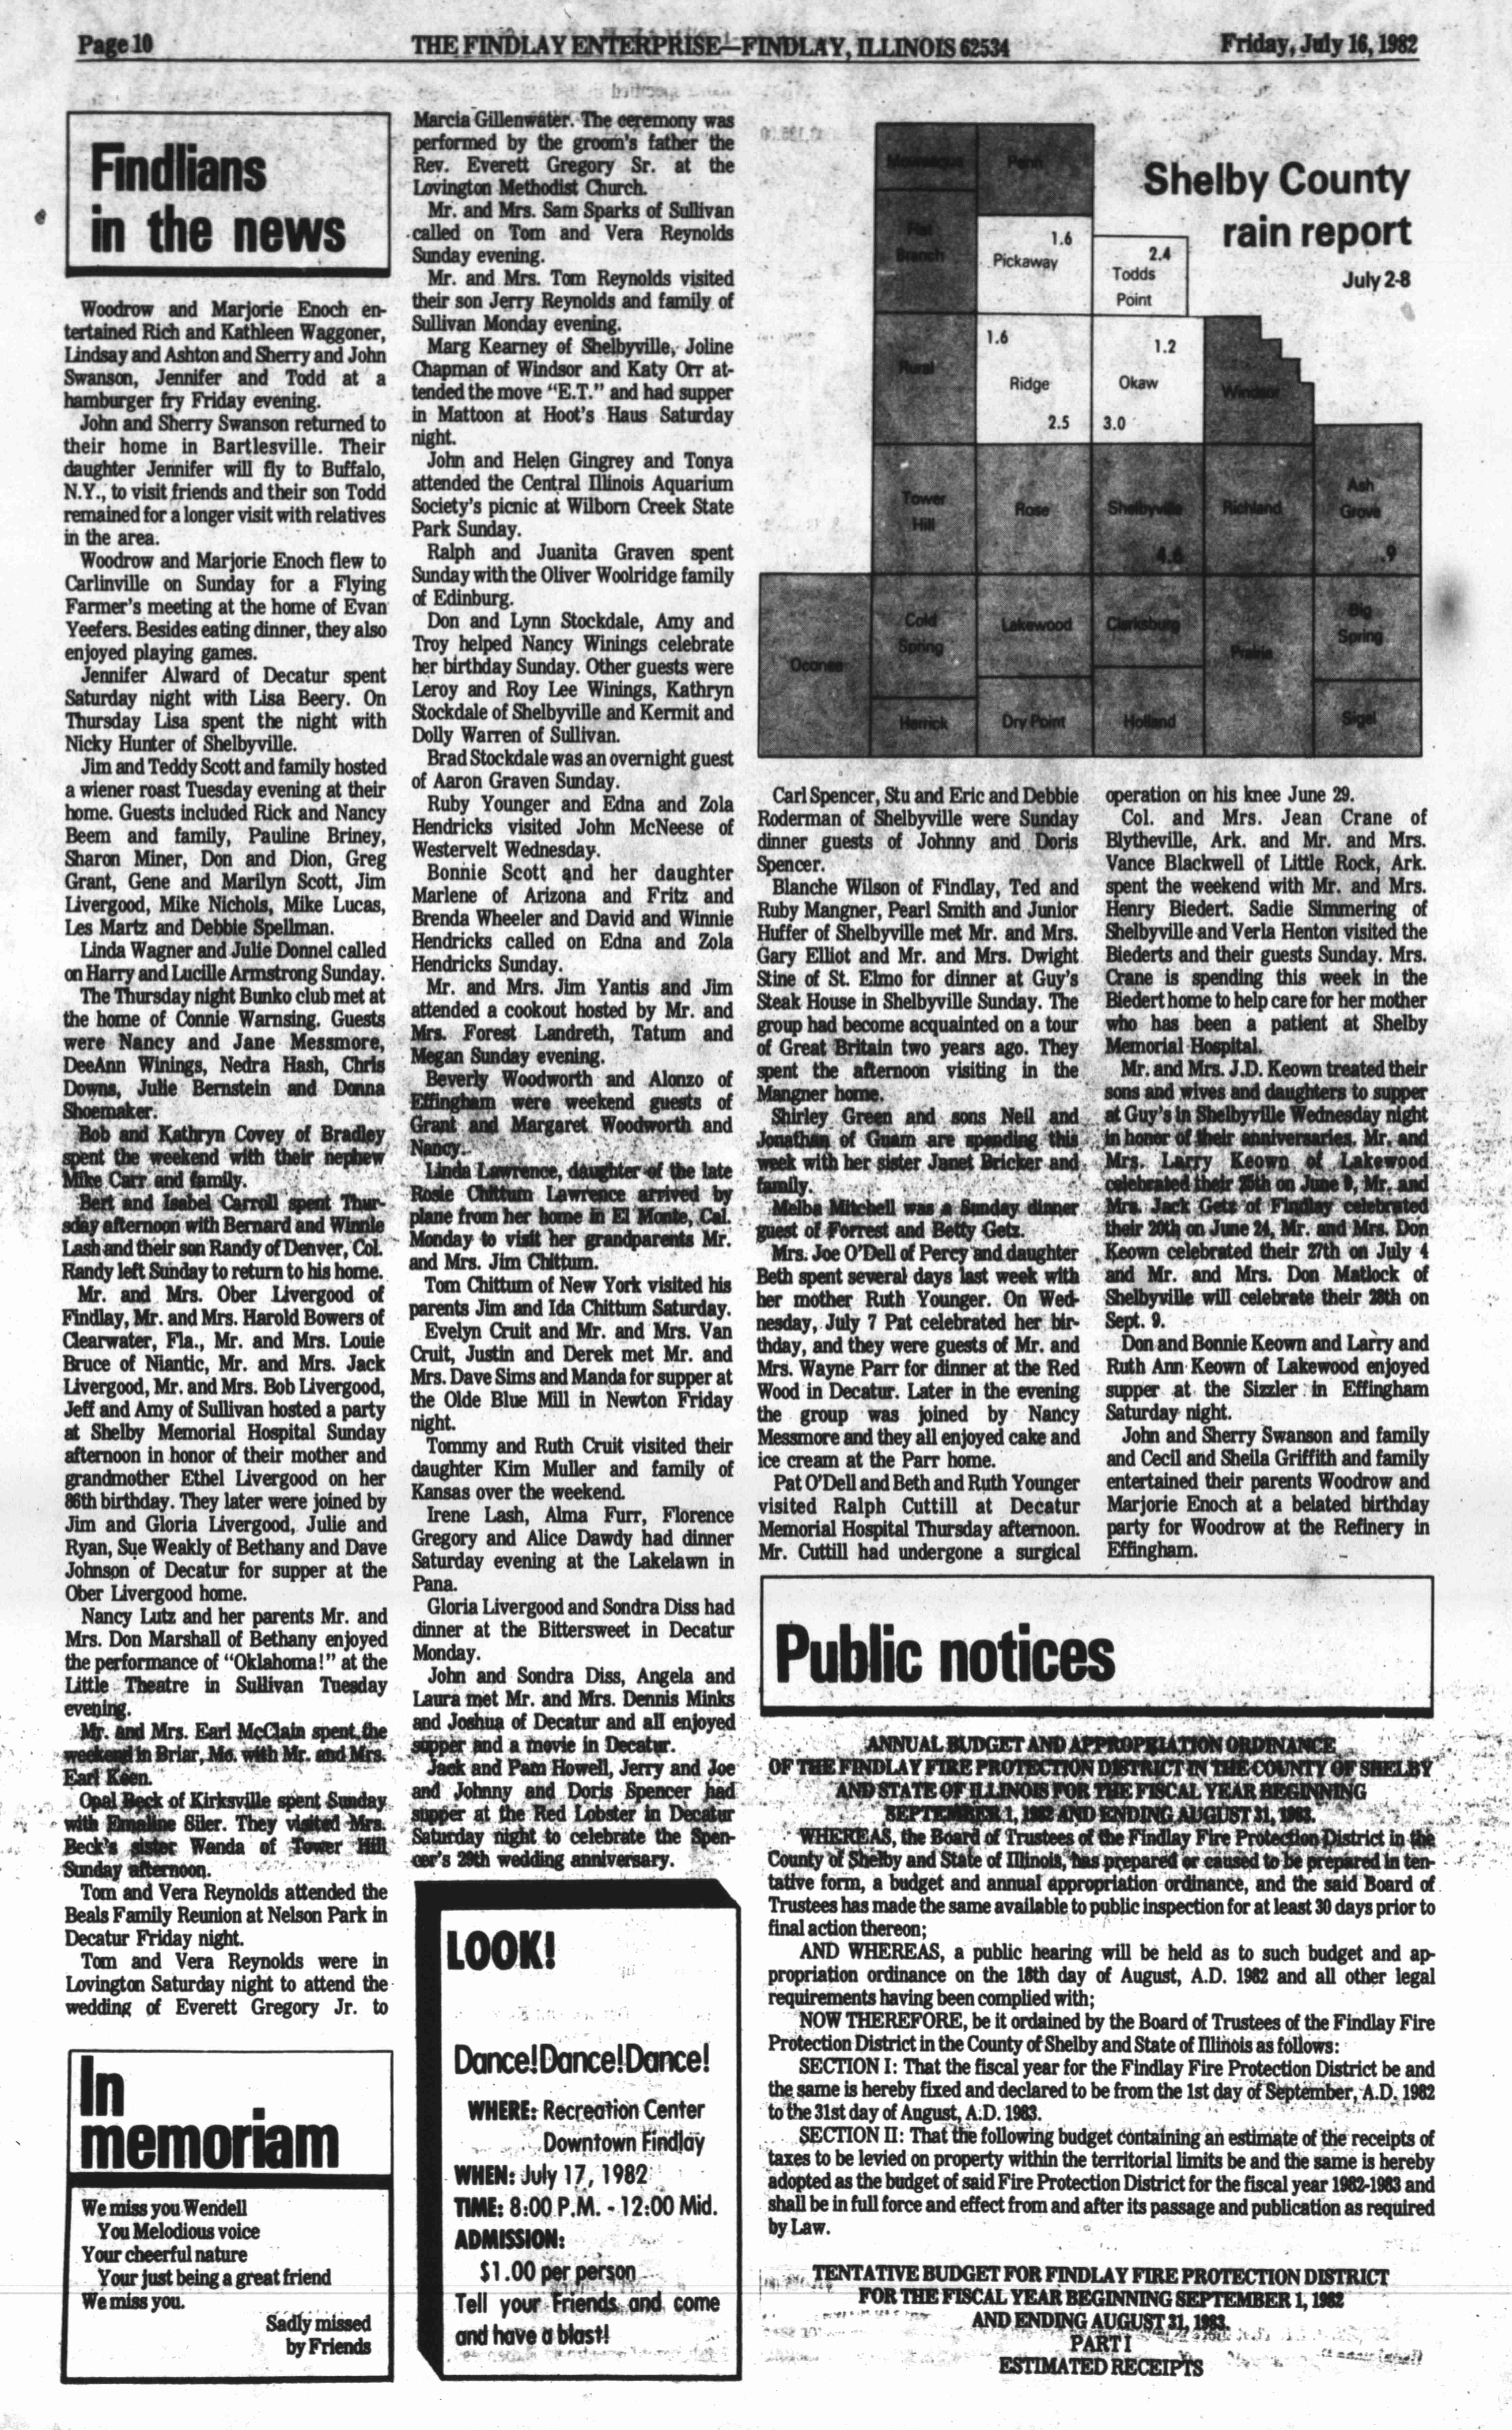 Page 10
THE FINDLAY ENTERPRISE—FINDLAY, ILLINOIS 62534
Friday, July 16, 1982
Findlians
in the news
Woodrow and Marjorie Enoch en-
tertained Rich and Kathleen Waggoner,
Lindsay and Ashton and Sherry and John
Swanson, Jennifer and Todd at a
hamburger fry Friday evening.
John and Sherry Swanson returned to
their home in Bartlesville. Their
daughter Jennifer will fly to Buffalo,
N.Y., to visit friends and their son Todd
remained for a longer visit with relatives
in the area.
Woodrow and Marjorie Enoch flew to
Carlinville on Sunday for a Flying
Farmer's meeting at the home of Evan
Yeefers. Besides eating dinner, they also
enjoyed playing games.
Jennifer Alward of Decatur spent
Saturday night with Lisa Beery. On
Thursday Lisa spent the night with
Nicky Hunter of Shelbyville.
Jim and Teddy Scott and family hosted
a wiener roast Tuesday evening at their
home. Guests included Rick and Nancy
Beem and family, Pauline Briney,
Sharon Miner, Don and Dion, Greg
Grant, Gene and Marilyn Scott, Jim
Livergood, Mike Nichols, Mike Lucas,
Les Martz and Debbie Spellman.
Linda Wagner and Julie Donnel called
on Harry and Lucille Armstrong Sunday.
The Thursday night Bunko club met at
the home of Connie Warnsing. Guests
were Nancy and Jane Messmore,
DeeAnn Winings, Nedra Hash, Chris
Downs, Julie Bernstein and Donna
Shoemaker.
Bob and Kathryn Covey of Bradley
spent the weekend with their nephew
Mike Carr and family.
Bert and Isabel Carroll spent Thur-
sday afternoon with Bernard and Winnie
Lash and their son Randy of Denver, Col.
Randy left Sunday to return to his home.
Mr. and Mrs. Ober Livergood of
Findlay, Mr. and Mrs. Harold Bowers of
Clearwater, Fla., Mr. and Mrs. Louie
Bruce of Niantic, Mr. and Mrs. Jack
Livergood, Mr. and Mrs. Bob Livergood,
Jeff and Amy of Sullivan hosted a party
at Shelby Memorial Hospital Sunday
afternoon in honor of their mother and
grandmother Ethel Livergood on her
86th birthday. They later were joined by
Jim and Gloria Livergood, Julie and
Ryan, Sue Weakly of Bethany and Dave
Johnson of Decatur for supper at the
Ober Livergood home.
Nancy Lutz and her parents Mr. and
Mrs. Don Marshall of Bethany enjoyed
the performance of "Oklahoma!" at the
Little Theatre in Sullivan Tuesday
evening.
Mr. and Mrs. Earl McClain spent the
weekend in Briar, Mo. with Mr. and Mrs.
Earl Keen.
Opal Beck of Kirksville spent Sunday
with Emaline Siler. They visited Mrs.
Beck's sister Wanda of Tower Hill
Sunday afternoon.
Tom and Vera Reynolds attended the
Beals Family Reunion at Nelson Park in
Decatur Friday night.
Tom and Vera Reynolds were in
Lovington Saturday night to attend the
wedding of Everett Gregory Jr. to
In
memoriam
We miss you Wendell
You Melodious voice
Your cheerful nature
Your just being a great friend
We miss you.
Sadly missed
by Friends
Marcia Gillenwater. The ceremony was
performed by the groom's father the
Rev. Everett Gregory Sr. at the
Lovington Methodist Church.
Mr. and Mrs. Sam Sparks of Sullivan
called on Tom and Vera Reynolds
Sunday evening.
Mr. and Mrs. Tom Reynolds visited
their son Jerry Reynolds and family of
Sullivan Monday evening.
Marg Kearney of Shelbyville, Joline
Chapman of Windsor and Katy Orr at-
tended the move "E.T." and had supper
in Mattoon at Hoot's Haus Saturday
night.
John and Helen Gingrey and Tonya
attended the Central Illinois Aquarium
Society's picnic at Wilborn Creek State
Park Sunday.
Ralph and Juanita Graven spent
Sunday with the Oliver Woolridge family
of Edinburg.
Don and Lynn Stockdale, Amy and
Troy helped Nancy Winings celebrate
her birthday Sunday. Other guests were
Leroy and Roy Lee Winings, Kathryn
Stockdale of Shelbyville and Kermit and
Dolly Warren of Sullivan.
Brad Stockdale was an overnight guest
of Aaron Graven Sunday.
Ruby Younger and Edna and Zola
Hendricks visited John McNeese of
Westervelt Wednesday.
Bonnie Scott and her daughter
Marlene of Arizona and Fritz and
Brenda Wheeler and David and Winnie
Hendricks called on Edna and Zola
Hendricks Sunday.
Mr. and Mrs. Jim Yantis and Jim
attended a cookout hosted by Mr. and
Mrs. Forest Landreth, Tatum and
Megan Sunday evening.
Beverly Woodworth and Alonzo of
Effingham were weekend guests of
Grant and Margaret Woodworth and
Nancy.
Linda Lawrence, daughter of the late
Rosie Chittum Lawrence arrived by
plane from her home in El Monte, Cal.
Monday to visit her grandparents Mr.
and Mrs. Jim Chittum.
Tom Chittum of New York visited his
parents Jim and Ida Chittum Saturday.
Evelyn Cruit and Mr. and Mrs. Van
Cruit, Justin and Derek met Mr. and
Mrs. Dave Sims and Manda for supper at
the Olde Blue Mill in Newton Friday
night.
Tommy and Ruth Cruit visited their
daughter Kim Muller and family of
Kansas over the weekend.
Irene Lash, Alma Furr, Florence
Gregory and Alice Dawdy had dinner
Saturday evening at the Lakelawn in
Pana.
Gloria Livergood and Sondra Diss had
dinner at the Bittersweet in Decatur
Monday.
John and Sondra Diss, Angela and
Laura met Mr. and Mrs. Dennis Minks
and Joshua of Decatur and all enjoyed
supper and a movie in Decatur.
Jack and Pam Howell, Jerry and Joe
and Johnny and Doris Spencer had
supper at the Red Lobster in Decatur
Saturday night to celebrate the Spen-
cer's 29th wedding anniversary.
LOOK!
Dance! Dance! Dance!
WHERE: Recreation Center
Downtown Findlay
WHEN: July 17, 1982
TIME: 8:00 P.M. - 12:00 Mid.
ADMISSION:
$1.00 per person
Tell your Friends and come
and have a blast!
Shelby County
rain report
July 2-8
Moweaqua
Penn
Flat
Branch
1.6
Pickaway
2.4
Todds
Point
Rural
1.6
Ridge
2.5
1.2
Okaw
3.0
Windsor
Tower
Hill
Rose
Shelbyville
4.6
Richland
Ash
Grove
.9
Oconee
Cold
Spring
Lakewood
Clarksburg
Prairie
Big
Spring
Herrick
Dry Point
Holland
Sigel
Carl Spencer, Stu and Eric and Debbie
Roderman of Shelbyville were Sunday
dinner guests of Johnny and Doris
Spencer.
Blanche Wilson of Findlay, Ted and
Ruby Mangner, Pearl Smith and Junior
Huffer of Shelbyville met Mr. and Mrs.
Gary Elliot and Mr. and Mrs. Dwight
Stine of St. Elmo for dinner at Guy's
Steak House in Shelbyville Sunday. The
group had become acquainted on a tour
of Great Britain two years ago. They
spent the afternoon visiting in the
Mangner home.
Shirley Green and sons Neil and
Jonathan of Guam are spending this
week with her sister Janet Bricker and
family.
Melba Mitchell was a Sunday dinner
guest of Forrest and Betty Getz.
Mrs. Joe O'Dell of Percy and daughter
Beth spent several days last week with
her mother Ruth Younger. On Wed-
nesday, July 7 Pat celebrated her bir-
thday, and they were guests of Mr. and
Mrs. Wayne Parr for dinner at the Red
Wood in Decatur. Later in the evening
the group was joined by Nancy
Messmore and they all enjoyed cake and
ice cream at the Parr home.
Pat O'Dell and Beth and Ruth Younger
visited Ralph Cuttill at Decatur
Memorial Hospital Thursday afternoon.
Mr. Cuttill had undergone a surgical
operation on his knee June 29.
Col. and Mrs. Jean Crane of
Blytheville, Ark. and Mr. and Mrs.
Vance Blackwell of Little Rock, Ark.
spent the weekend with Mr. and Mrs.
Henry Biedert. Sadie Simmering of
Shelbyville and Verla Henton visited the
Biederts and their guests Sunday. Mrs.
Crane is spending this week in the
Biedert home to help care for her mother
who has been a patient at Shelby
Memorial Hospital.
Mr. and Mrs. J.D. Keown treated their
sons and wives and daughters to supper
at Guy's in Shelbyville Wednesday night
in honor of their anniversaries. Mr. and
Mrs. Larry Keown of Lakewood
celebrated their 25th on June 9, Mr. and
Mrs. Jack Getz of Findlay celebrated
their 20th on June 24, Mr. and Mrs. Don
Keown celebrated their 27th on July 4
and Mr. and Mrs. Don Matlock of
Shelbyville will celebrate their 28th on
Sept. 9.
Don and Bonnie Keown and Larry and
Ruth Ann Keown of Lakewood enjoyed
supper at the Sizzler in Effingham
Saturday night.
John and Sherry Swanson and family
and Cecil and Sheila Griffith and family
entertained their parents Woodrow and
Marjorie Enoch at a belated birthday
party for Woodrow at the Refinery in
Effingham.
Public notices
ANNUAL BUDGET AND APPROPRIATION ORDINANCE
OF THE FINDLAY FIRE PROTECTION DISTRICT IN THE COUNTY OF SHELBY
AND STATE OF ILLINOIS FOR THE FISCAL YEAR BEGINNING
SEPTEMBER 1, 1982 AND ENDING AUGUST 31, 1983.
WHEREAS, the Board of Trustees of the Findlay Fire Protection District in the
County of Shelby and State of Illinois, has prepared or caused to be prepared in ten-
tative form, a budget and annual appropriation ordinance, and the said Board of
Trustees has made the same available to public inspection for at least 30 days prior to
final action thereon;
AND WHEREAS, a public hearing will be held as to such budget and ap-
propriation ordinance on the 18th day of August, A.D. 1982 and all other legal
requirements having been complied with;
NOW THEREFORE, be it ordained by the Board of Trustees of the Findlay Fire
Protection District in the County of Shelby and State of Illinois as follows:
SECTION I: That the fiscal year for the Findlay Fire Protection District be and
the same is hereby fixed and declared to be from the 1st day of September, A.D. 1982
to the 31st day of August, A.D. 1983.
SECTION II: That the following budget containing an estimate of the receipts of
taxes to be levied on property within the territorial limits be and the same is hereby
adopted as the budget of said Fire Protection District for the fiscal year 1982-1983 and
shall be in full force and effect from and after its passage and publication as required
by Law.
TENTATIVE BUDGET FOR FINDLAY FIRE PROTECTION DISTRICT
FOR THE FISCAL YEAR BEGINNING SEPTEMBER 1, 1982
AND ENDING AUGUST 31, 1983.
PART I
ESTIMATED RECEIPTS